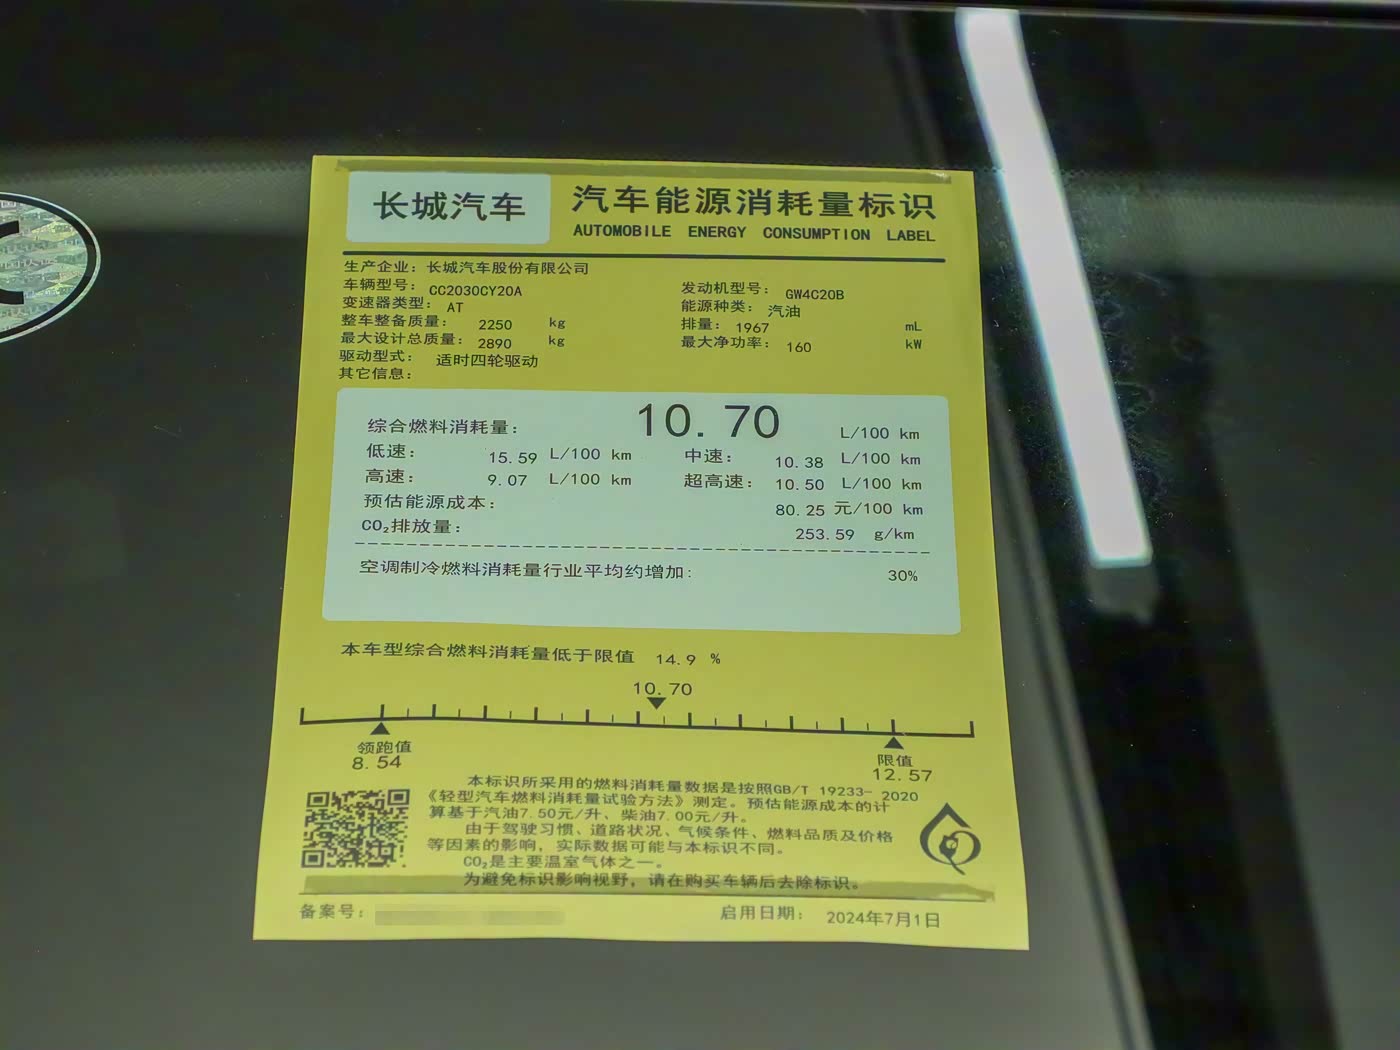 长城汽车
汽车能源消耗量标识
AUTOMOBILE ENERGY CONSUMPTION LABEL
生产企业：长城汽车股份有限公司
车辆型号：CC2030CY20A 发动机型号：GW4C20B
变速器类型：AT 能源种类：汽油
整车整备质量：2250 kg 排量：1967 mL
最大设计总质量：2890 kg 最大净功率：160 kW
驱动型式：适时四轮驱动
其它信息：
综合燃料消耗量：10.70 L/100 km
低速：15.59 L/100 km 中速：10.38 L/100 km
高速：9.07 L/100 km 超高速：10.50 L/100 km
预估能源成本：80.25 元/100 km
CO₂排放量：253.59 g/km
空调制冷燃料消耗量行业平均约增加：30%
本车型综合燃料消耗量低于限值 14.9 %
10.70
领跑值 限值
8.54 12.57
本标识所采用的燃料消耗量数据是按照GB/T 19233-2020
《轻型汽车燃料消耗量试验方法》测定。预估能源成本的计
算基于汽油7.50元/升、柴油7.00元/升。
由于驾驶习惯、道路状况、气候条件、燃料品质及价格
等因素的影响，实际数据可能与本标识不同。
CO₂是主要温室气体之一。
为避免标识影响视野，请在购买车辆后去除标识。
备案号： 启用日期：2024年7月1日